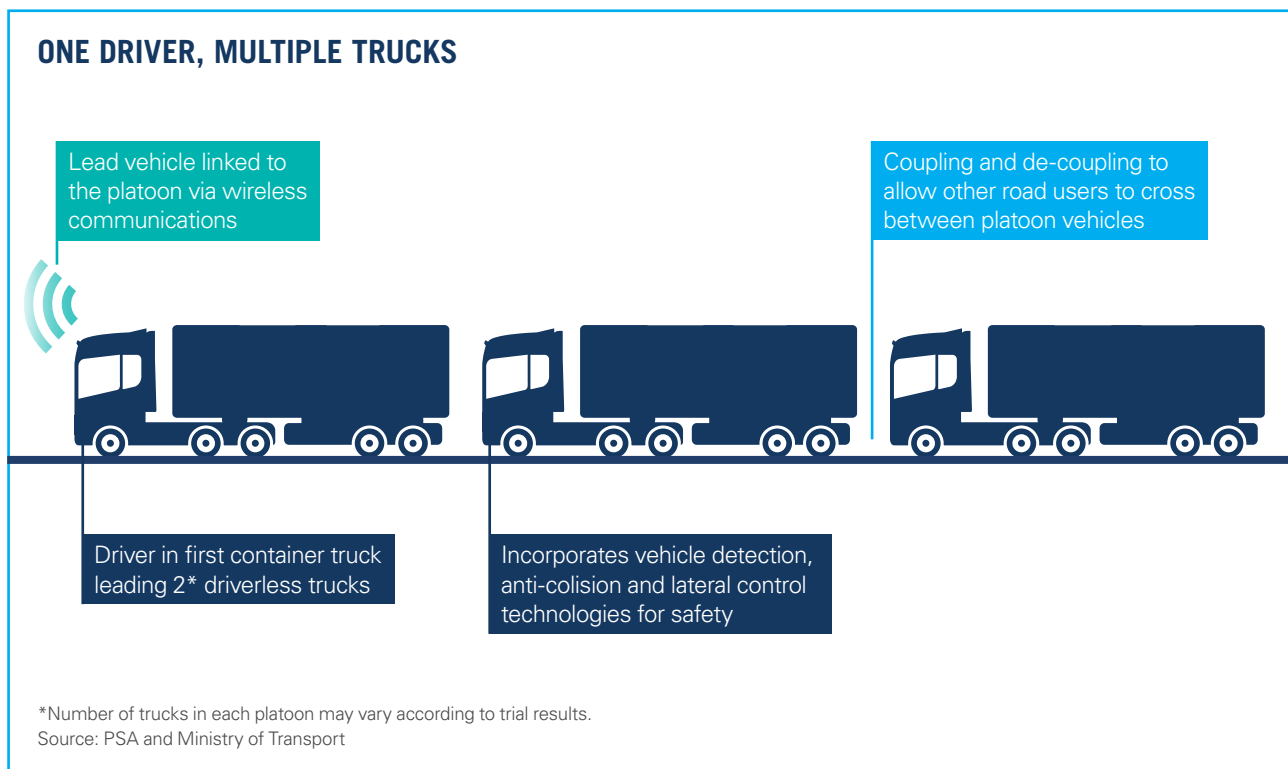 ONE DRIVER, MULTIPLE TRUCKS
Lead vehicle linked to
the platoon via wireless
communications
Coupling and de-coupling to
allow other road users to cross
between platoon vehicles
Driver in first container truck
leading 2* driverless trucks
Incorporates vehicle detection,
anti-colision and lateral control
technologies for safety
*Number of trucks in each platoon may vary according to trial results.
Source: PSA and Ministry of Transport